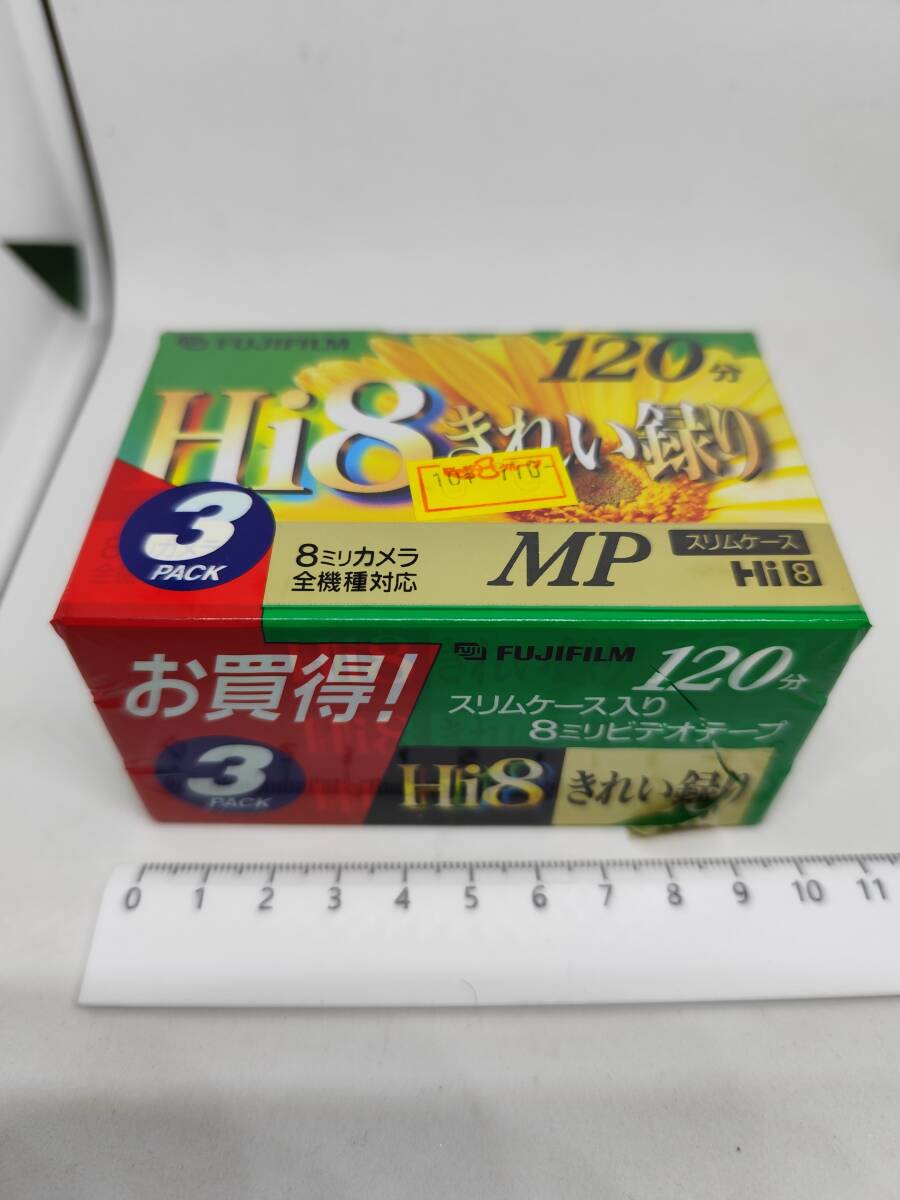 FUJIFILM
120分
Hi8
きれい録り
3
PACK
8ミリカメラ
全機種対応
MP
スリムケース
Hi8
お買得!
FUJIFILM
120分
スリムケース入り
8ミリビデオテープ
3
PACK
Hi8
きれい録り
0 1 2 3 4 5 6 7 8 9 10 11